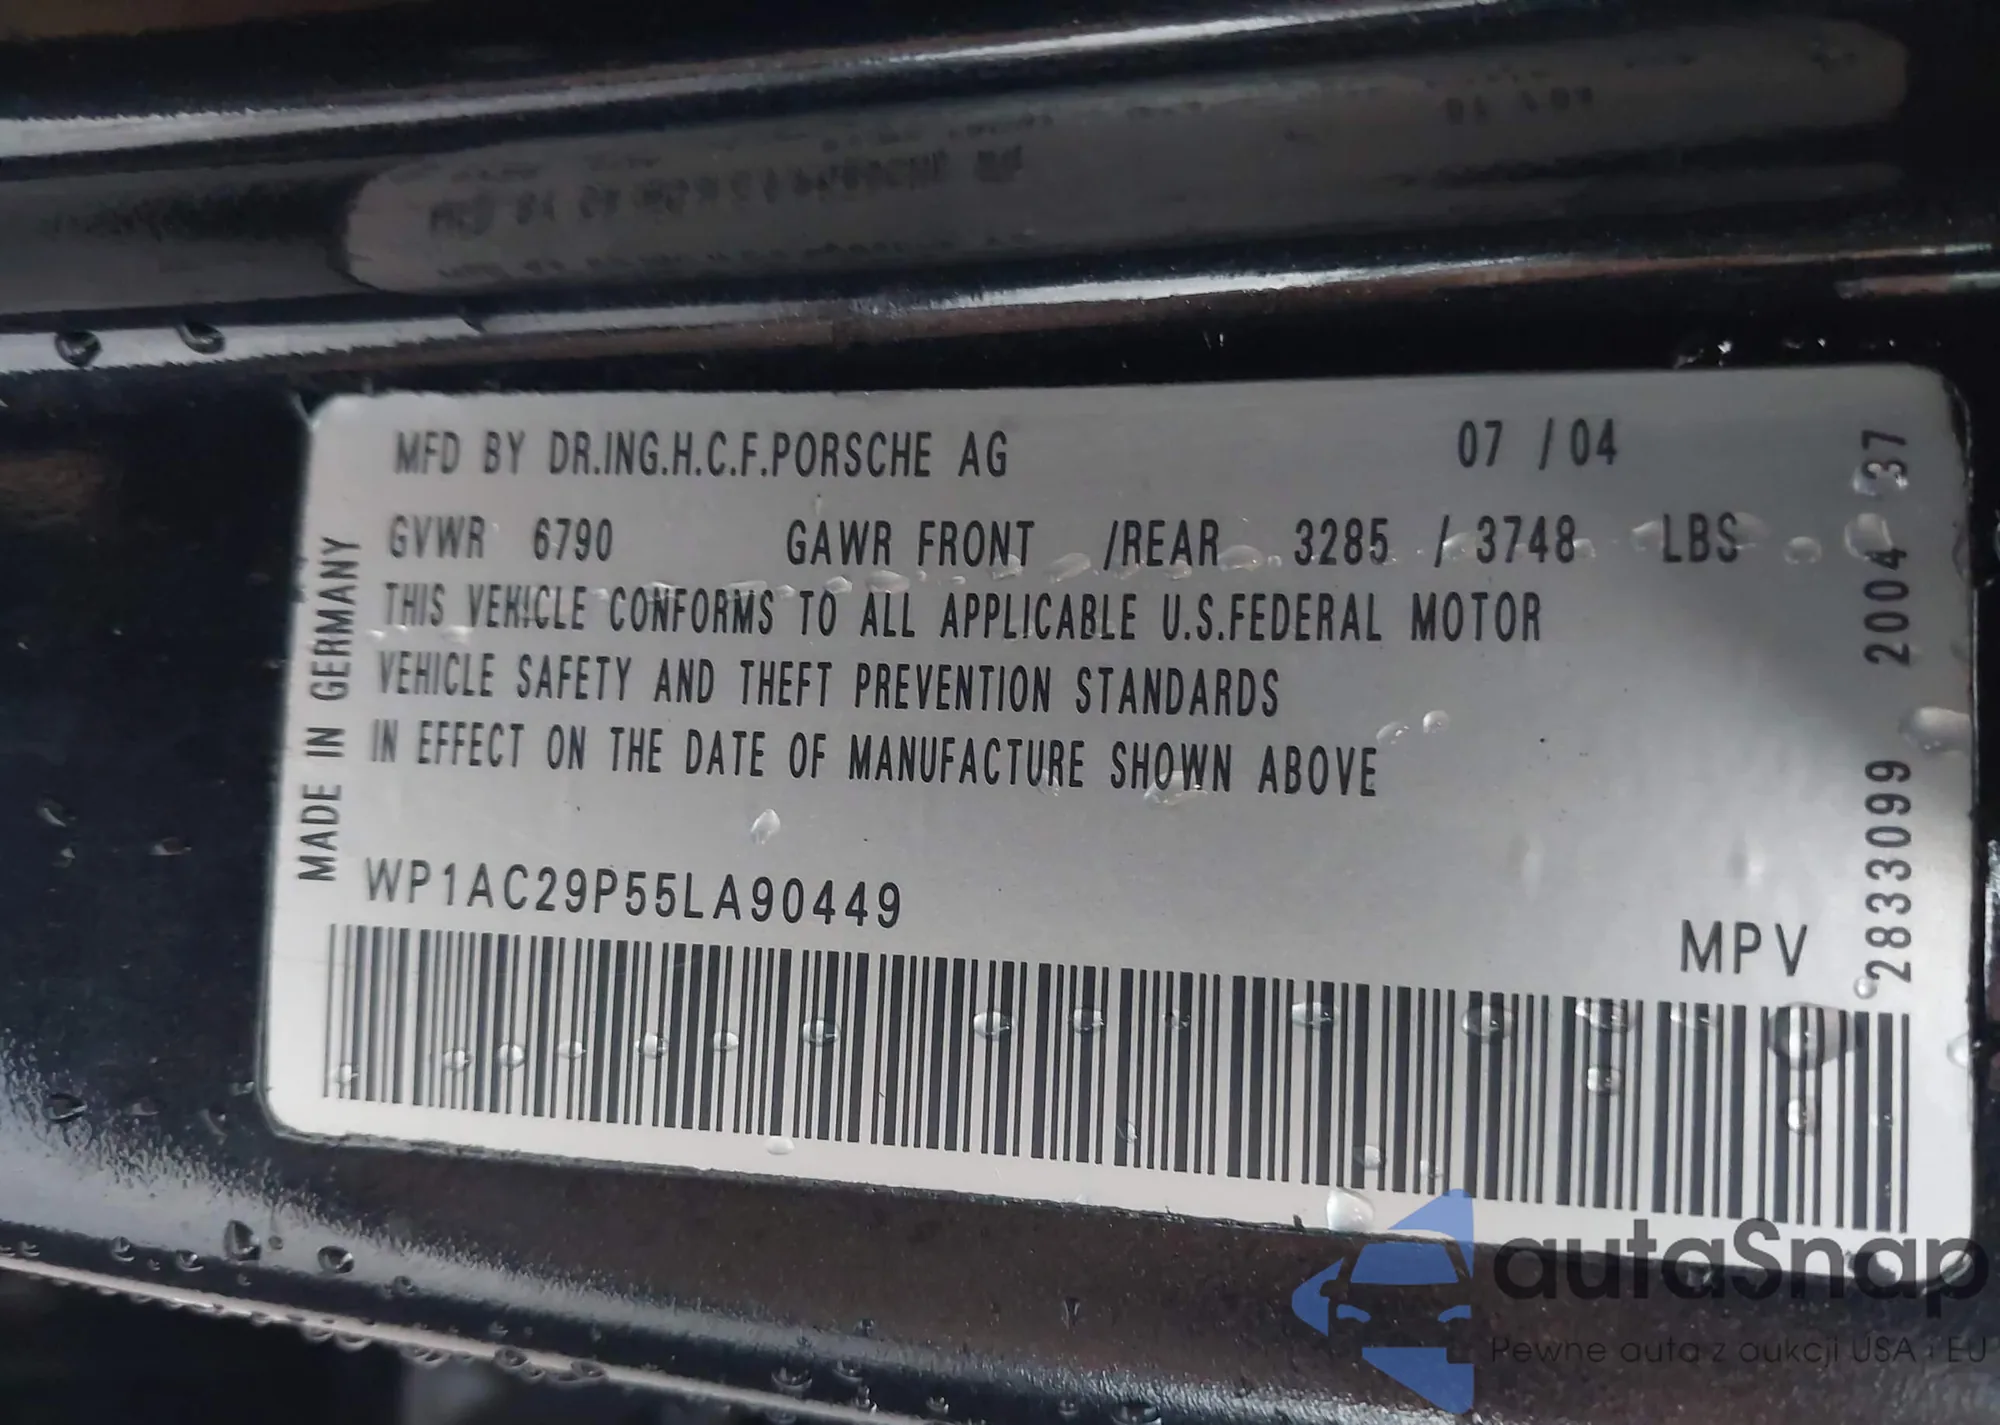 MFD BY DR.ING.H.C.F.PORSCHE AG 07 / 04
GVWR 6790 GAWR FRONT /REAR 3285 / 3748 LBS
THIS VEHICLE CONFORMS TO ALL APPLICABLE U.S.FEDERAL MOTOR
VEHICLE SAFETY AND THEFT PREVENTION STANDARDS
IN EFFECT ON THE DATE OF MANUFACTURE SHOWN ABOVE
WP1AC29P55LA90449
MPV
MADE IN GERMANY
2833099 2004 37
autaSnap
Pewne auta z aukcji USA i EU